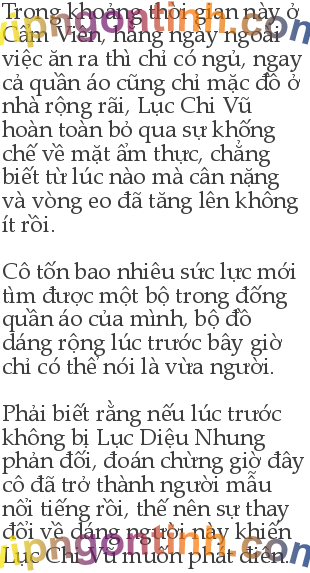 Trong khoảng thời gian này ở
Cẩm Viên, hằng ngày ngoài
việc ăn ra thì chỉ có ngủ, ngay
cả quần áo cũng chỉ mặc đồ ở
nhà rộng rãi, Lục Chi Vũ
hoàn toàn bỏ qua sự khống
chế về mặt ẩm thực, chẳng
biết từ lúc nào mà cân nặng
và vòng eo đã tăng lên không
ít rồi.
Cô tốn bao nhiêu sức lực mới
tìm được một bộ trong đống
quần áo của mình, bộ đồ
dáng rộng lúc trước bây giờ
chỉ có thể nói là vừa người.
Phải biết rằng nếu lúc trước
không bị Lục Diệu Nhung
phản đối, đoán chừng giờ đây
cô đã trở thành người mẫu
nổi tiếng rồi, thế nên sự thay
đổi về dáng người này khiến
Lục Chi Vũ muốn phát điên.